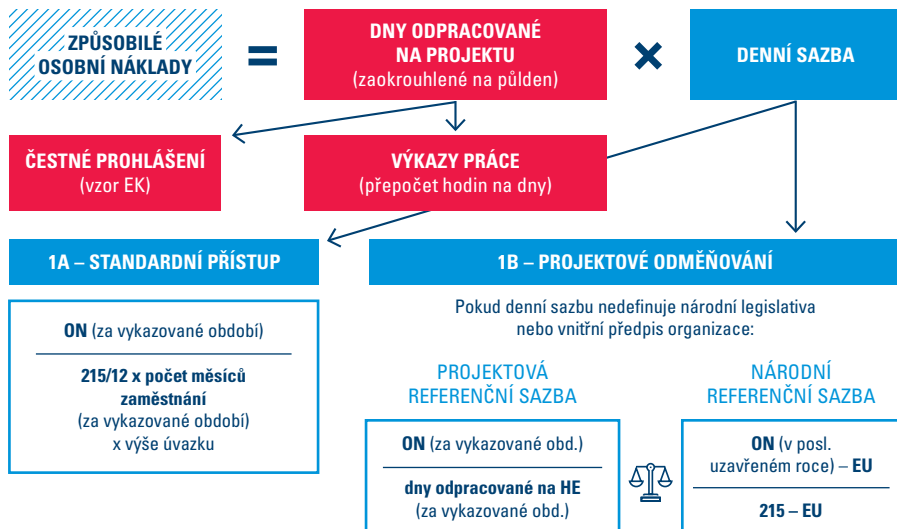 ZPŮSOBILÉ
OSOBNÍ NÁKLADY
=
DNY ODPRACOVANÉ
NA PROJEKTU
(zaokrouhlené na půlden)
×
DENNÍ SAZBA
ČESTNÉ PROHLÁŠENÍ
(vzor EK)
VÝKAZY PRÁCE
(přepočet hodin na dny)
1A – STANDARDNÍ PŘÍSTUP
ON (za vykazované období)
215/12 x počet měsíců
zaměstnání
(za vykazované období)
x výše úvazku
1B – PROJEKTOVÉ ODMĚŇOVÁNÍ
Pokud denní sazbu nedefinuje národní legislativa
nebo vnitřní předpis organizace:
PROJEKTOVÁ
REFERENČNÍ SAZBA
ON (za vykazované obd.)
dny odpracované na HE
(za vykazované obd.)
NÁRODNÍ
REFERENČNÍ SAZBA
ON (v posl.
uzavřeném roce) – EU
215 – EU